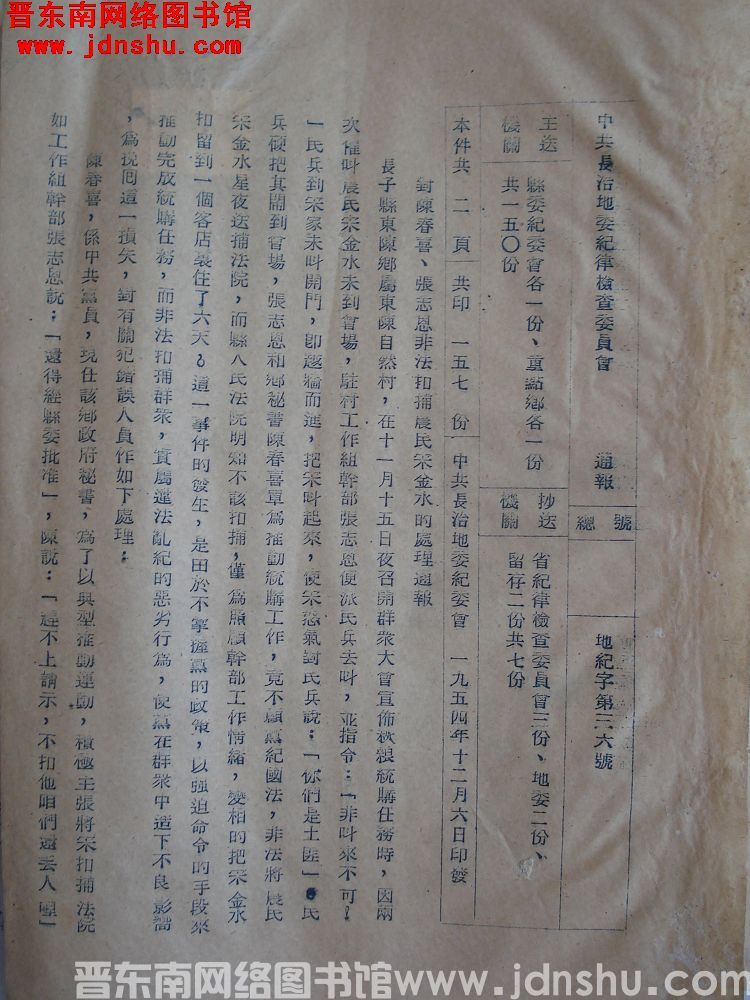 晋东南网络图书馆
www.jdnshu.com
中共長治地委紀律檢查委員會 通報
總號
地紀字第三六號
主送機關
縣委紀委會各一份、重點鄉各一份
共一五〇份
抄送機關
省紀律檢查委員會三份、地委二份、
留存二份共七份
本件共二頁 共印一五七份 中共長治地委紀委會 一九五四年十二月六日印發
對陳春喜、張志恩非法扣捕農民宋金水的處理通報
長子縣東陳鄉屬東陳自然村，在十一月十五日夜召開群衆大會宣佈秋粮統購任務時，因兩
次催叫農民宋金水未到會場，駐村工作組幹部張志恩便派民兵去叫，並指令：「非叫來不可！
」民兵到宋家未叫開門，即越牆而進，把宋叫起來，使宋怒氣對民兵說：「你們是土匪」。民
兵硬把其鬧到會場，張志恩和鄉秘書陳春喜單爲推動統購工作，竟不顧黨紀國法，非法將農民
宋金水星夜送捕法院，而縣人民法院明知不該扣捕，僅爲照顧幹部工作情緒，變相的把宋金水
扣留到一個客店裝住了六天。這一事件的發生，是由於不掌握黨的政策，以強迫命令的手段來
推動完成統購任務，而非法扣捕群衆，實屬違法亂紀的惡劣行爲，使黨在群衆中造下不良影響
，爲挽回這一損失，對有關犯錯誤人員作如下處理：
陳春喜，係中共黨員，現任該鄉政府秘書，爲了以典型推動運動，積極主張將宋扣捕法院
如工作組幹部張志恩說：「還得經縣委批准」，陳說：「趕不上請示，不扣他咱們還丢人哩」
晋东南网络图书馆www.jdnshu.com